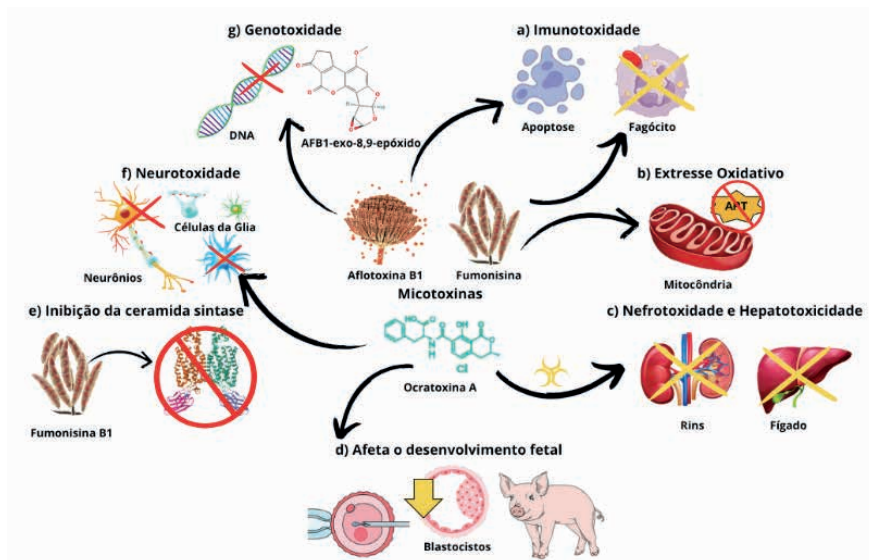 g) Genotoxidade
DNA
AFB1-exo-8,9-epóxido
a) Imunotoxidade
Apoptose
Fagócito
f) Neurotoxidade
Células da Glia
Neurônios
Aflotoxina B1
Fumonisina
Micotoxinas
b) Extresse Oxidativo
Mitocôndria
e) Inibição da ceramida sintase
Fumonisina B1
HO
O
O
OH
O
O
N
H
Cl
Ocratoxina A
c) Nefrotoxidade e Hepatotoxicidade
Rins
Fígado
d) Afeta o desenvolvimento fetal
Blastocistos